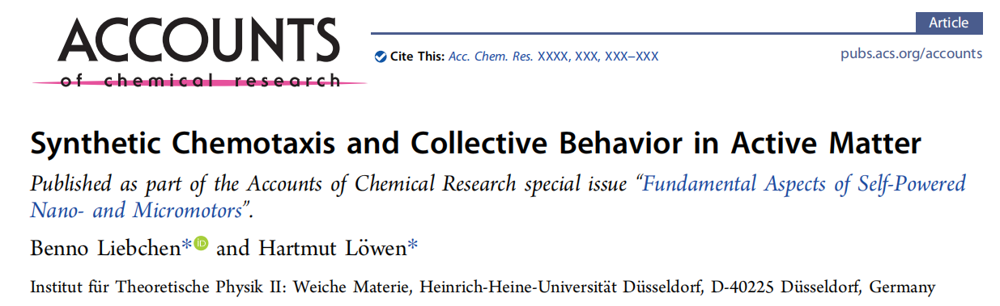 Article
ACCOUNTS
of chemical research
Cite This: Acc. Chem. Res. XXXX, XXX, XXX−XXX
pubs.acs.org/accounts
Synthetic Chemotaxis and Collective Behavior in Active Matter
Published as part of the Accounts of Chemical Research special issue “Fundamental Aspects of Self-Powered
Nano- and Micromotors”.
Benno Liebchen* iD and Hartmut Löwen*
Institut für Theoretische Physik II: Weiche Materie, Heinrich-Heine-Universität Düsseldorf, D-40225 Düsseldorf, Germany